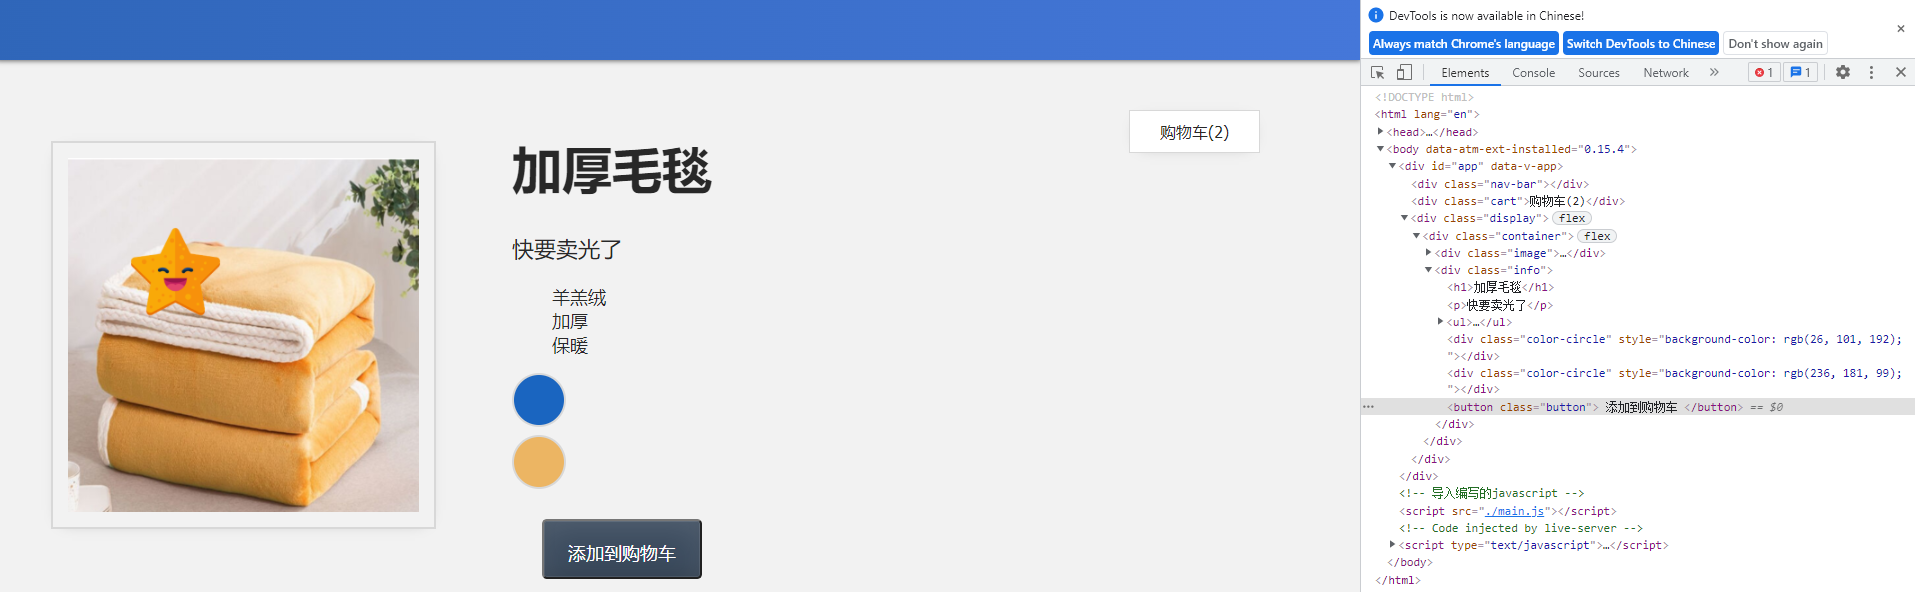 购物车(2)
加厚毛毯
快要卖光了
羊羔绒
加厚
保暖
添加到购物车
DevTools is now available in Chinese!
Always match Chrome's language
Switch DevTools to Chinese
Don't show again
Elements Console Sources Network » 1 1
<!DOCTYPE html>
<html lang="en">
<head>…</head>
<body data-atm-ext-installed="0.15.4">
<div id="app" data-v-app>
<div class="nav-bar"></div>
<div class="cart">购物车(2)</div>
<div class="display"> flex
<div class="container"> flex
<div class="image">…</div>
<div class="info">
<h1>加厚毛毯</h1>
<p>快要卖光了</p>
<ul>…</ul>
<div class="color-circle" style="background-color: rgb(26, 101, 192);
"></div>
<div class="color-circle" style="background-color: rgb(236, 181, 99);
"></div>
<button class="button"> 添加到购物车 </button> == $0
</div>
</div>
</div>
</div>
<!-- 导入编写的javascript -->
<script src="./main.js"></script>
<!-- Code injected by live-server -->
<script type="text/javascript">…</script>
</body>
</html>